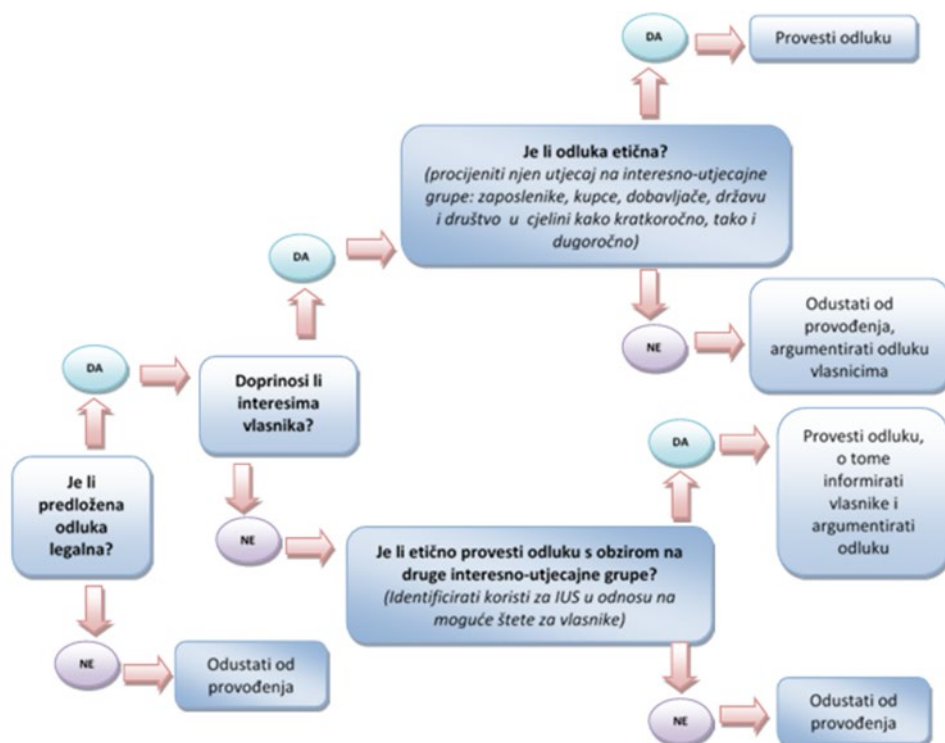 DA
Provesti odluku
Je li odluka etična?
(procijeniti njen utjecaj na interesno-utjecajne
grupe: zaposlenike, kupce, dobavljače, državu
i društvo u cjelini kako kratkoročno, tako i
dugoročno)
DA
NE
Odustati od
provođenja,
argumentirati odluku
vlasnicima
DA
Doprinosi li
interesima
vlasnika?
DA
Provesti odluku,
o tome
informirati
vlasnike i
argumentirati
odluku
Je li
predložena
odluka
legalna?
NE
Je li etično provesti odluku s obzirom na
druge interesno-utjecajne grupe?
(Identificirati koristi za IUS u odnosu na
moguće štete za vlasnike)
NE
Odustati od
provođenja
NE
Odustati od
provođenja